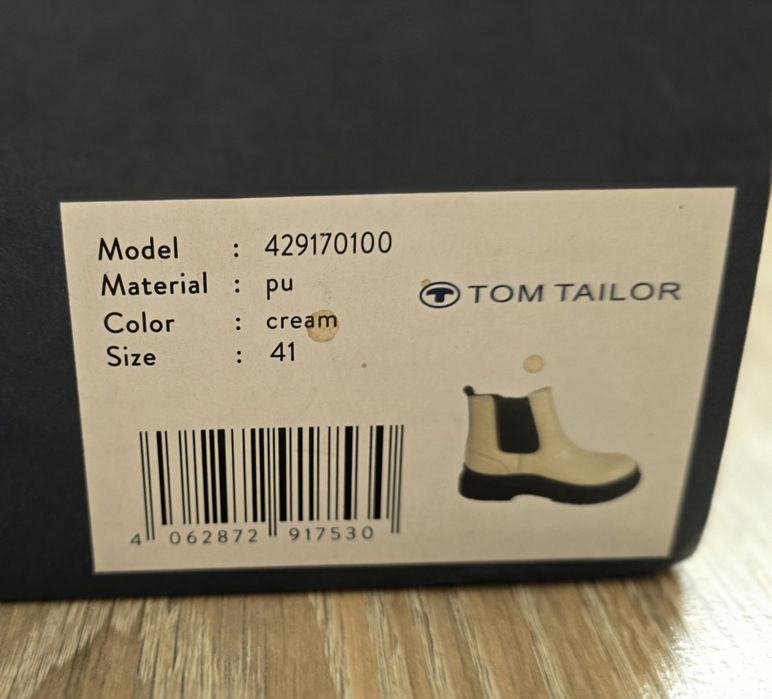 Model : 429170100
Material : pu
Color : cream
Size : 41
TOM TAILOR
4 062872 917530